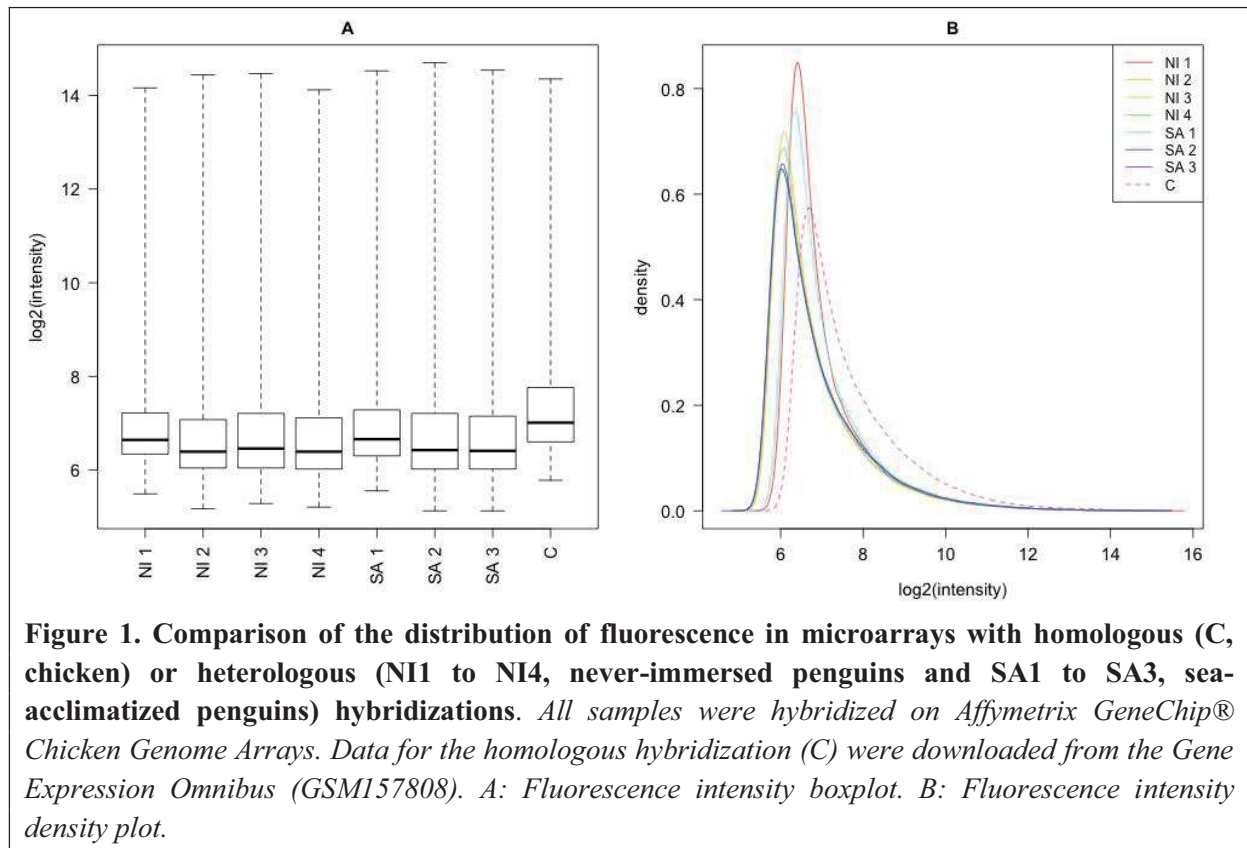 A
log2(intensity)
14
12
10
8
6
NI 1
NI 2
NI 3
NI 4
SA 1
SA 2
SA 3
C
B
density
0.8
0.6
0.4
0.2
0.0
6
8
10
12
14
16
log2(intensity)
NI 1
NI 2
NI 3
NI 4
SA 1
SA 2
SA 3
C
Figure 1. Comparison of the distribution of fluorescence in microarrays with homologous (C,
chicken) or heterologous (NI1 to NI4, never-immersed penguins and SA1 to SA3, sea-
acclimatized penguins) hybridizations. All samples were hybridized on Affymetrix GeneChip®
Chicken Genome Arrays. Data for the homologous hybridization (C) were downloaded from the Gene
Expression Omnibus (GSM157808). A: Fluorescence intensity boxplot. B: Fluorescence intensity
density plot.